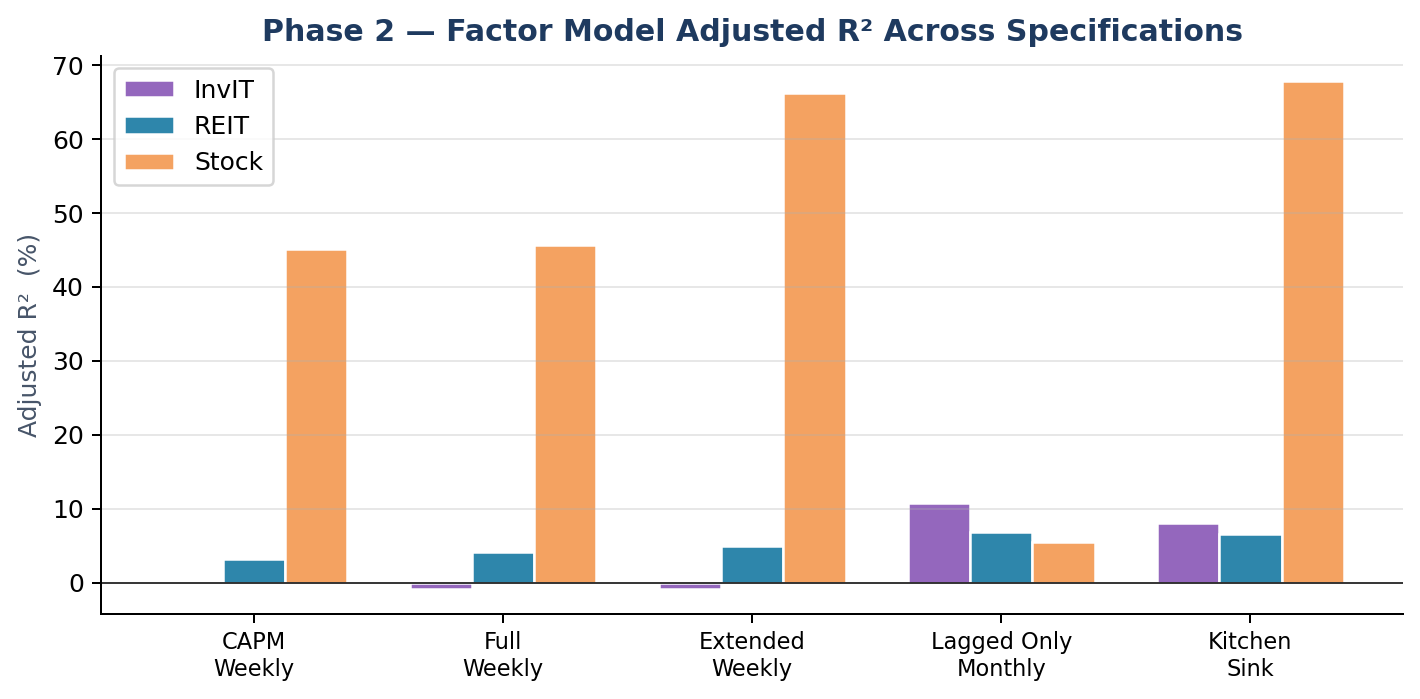 Phase 2 — Factor Model Adjusted R² Across Specifications
InvIT
REIT
Stock
Adjusted R² (%)
70
60
50
40
30
20
10
0
CAPM
Weekly
Full
Weekly
Extended
Weekly
Lagged Only
Monthly
Kitchen
Sink